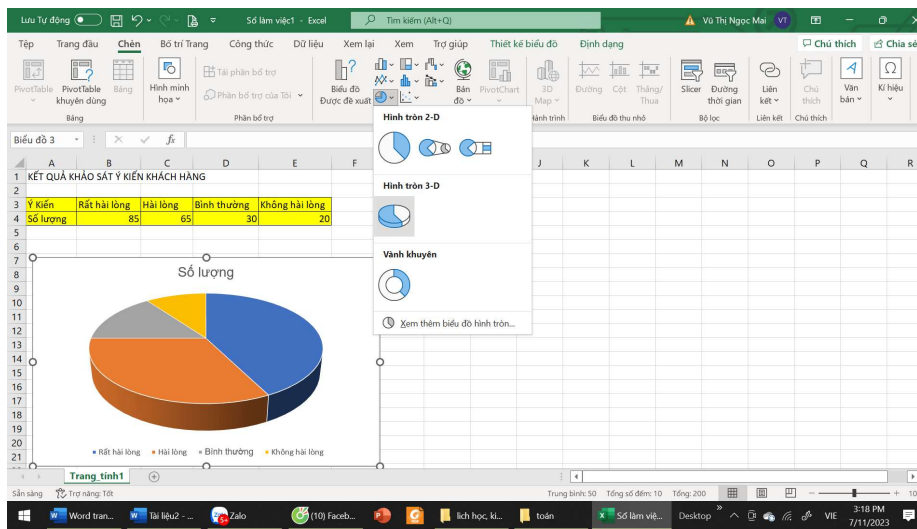 Lưu Tự động Sổ làm việc1 - Excel Tìm kiếm (Alt+Q) Vũ Thị Ngọc Mai VT
Tệp Trang đầu Chèn Bố trí Trang Công thức Dữ liệu Xem lại Xem Trợ giúp Thiết kế biểu đồ Định dạng Chú thích Chia sẻ
PivotTable PivotTable khuyên dùng Bảng Hình minh họa Tải phần bổ trợ Phần bổ trợ của Tôi Biểu đồ Được đề xuất Bản đồ PivotChart 3D Map Đường Cột Thắng/Thua Slicer Đường thời gian Liên kết Chú thích Văn bản Kí hiệu
Bảng Phần bổ trợ Hành trình Biểu đồ thu nhỏ Bộ lọc Liên kết Chú thích
Biểu đồ 3 fx
Hình tròn 2-D
Hình tròn 3-D
Vành khuyên
Xem thêm biểu đồ hình tròn...
A B C D E F J K L M N O P Q R
1 KẾT QUẢ KHẢO SÁT Ý KIẾN KHÁCH HÀNG
2
3 Ý Kiến Rất hài lòng Hài lòng Bình thường Không hài lòng
4 Số lượng 85 65 30 20
5
6
7
8
9
10
11
12
13
14
15
16
17
18
19
20
21
Số lượng
Rất hài lòng Hài lòng Bình thường Không hài lòng
Trang_tính1
Sẵn sàng Trợ năng: Tốt Trung bình: 50 Tổng số đếm: 10 Tổng: 200
Word tran... Tài liệu2 - ... Zalo (10) Faceb... lich học, kì... toán Sổ làm việ... Desktop VIE 3:18 PM
7/11/2023